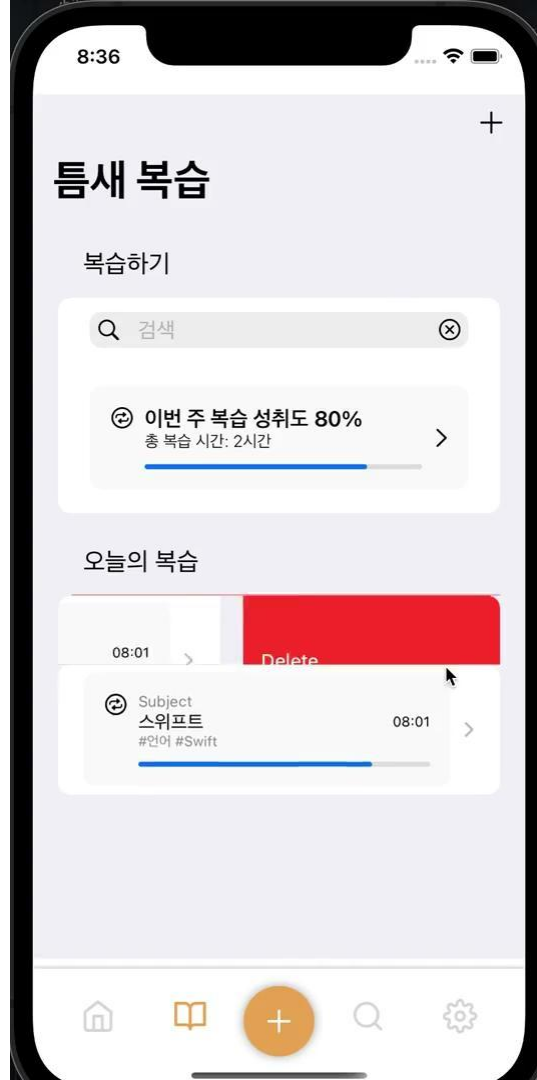 8:36
틈새 복습
복습하기
검색
이번 주 복습 성취도 80%
총 복습 시간: 2시간
오늘의 복습
08:01
Delete
Subject
스위프트
08:01
#언어 #Swift